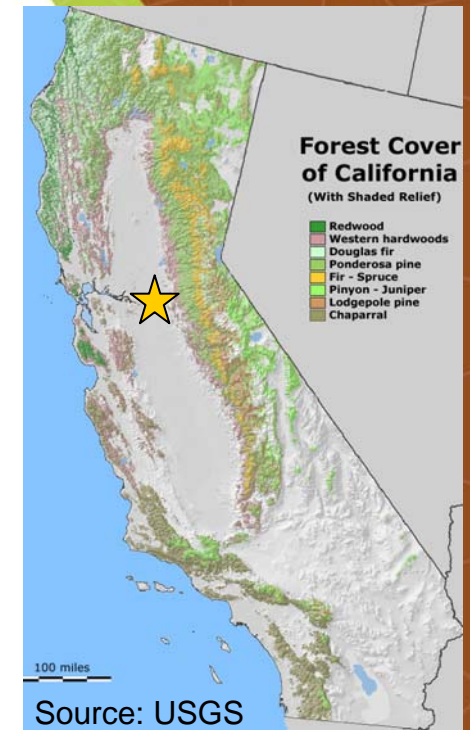 Forest Cover
of California
(With Shaded Relief)
Redwood
Western hardwoods
Douglas fir
Ponderosa pine
Fir - Spruce
Pinyon - Juniper
Lodgepole pine
Chaparral
100 miles
Source: USGS